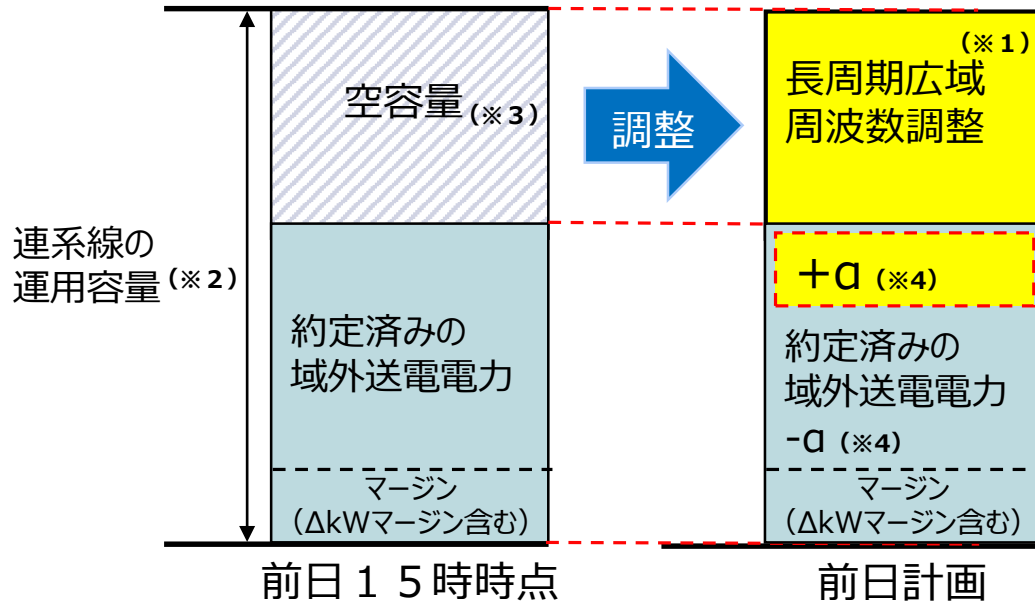 空容量(※3)
連系線の
運用容量(※2)
約定済みの
域外送電電力
マージン
(ΔkWマージン含む)
前日15時時点
調整
(※1)
長周期広域
周波数調整
+α(※4)
約定済みの
域外送電電力
-α(※4)
マージン
(ΔkWマージン含む)
前日計画